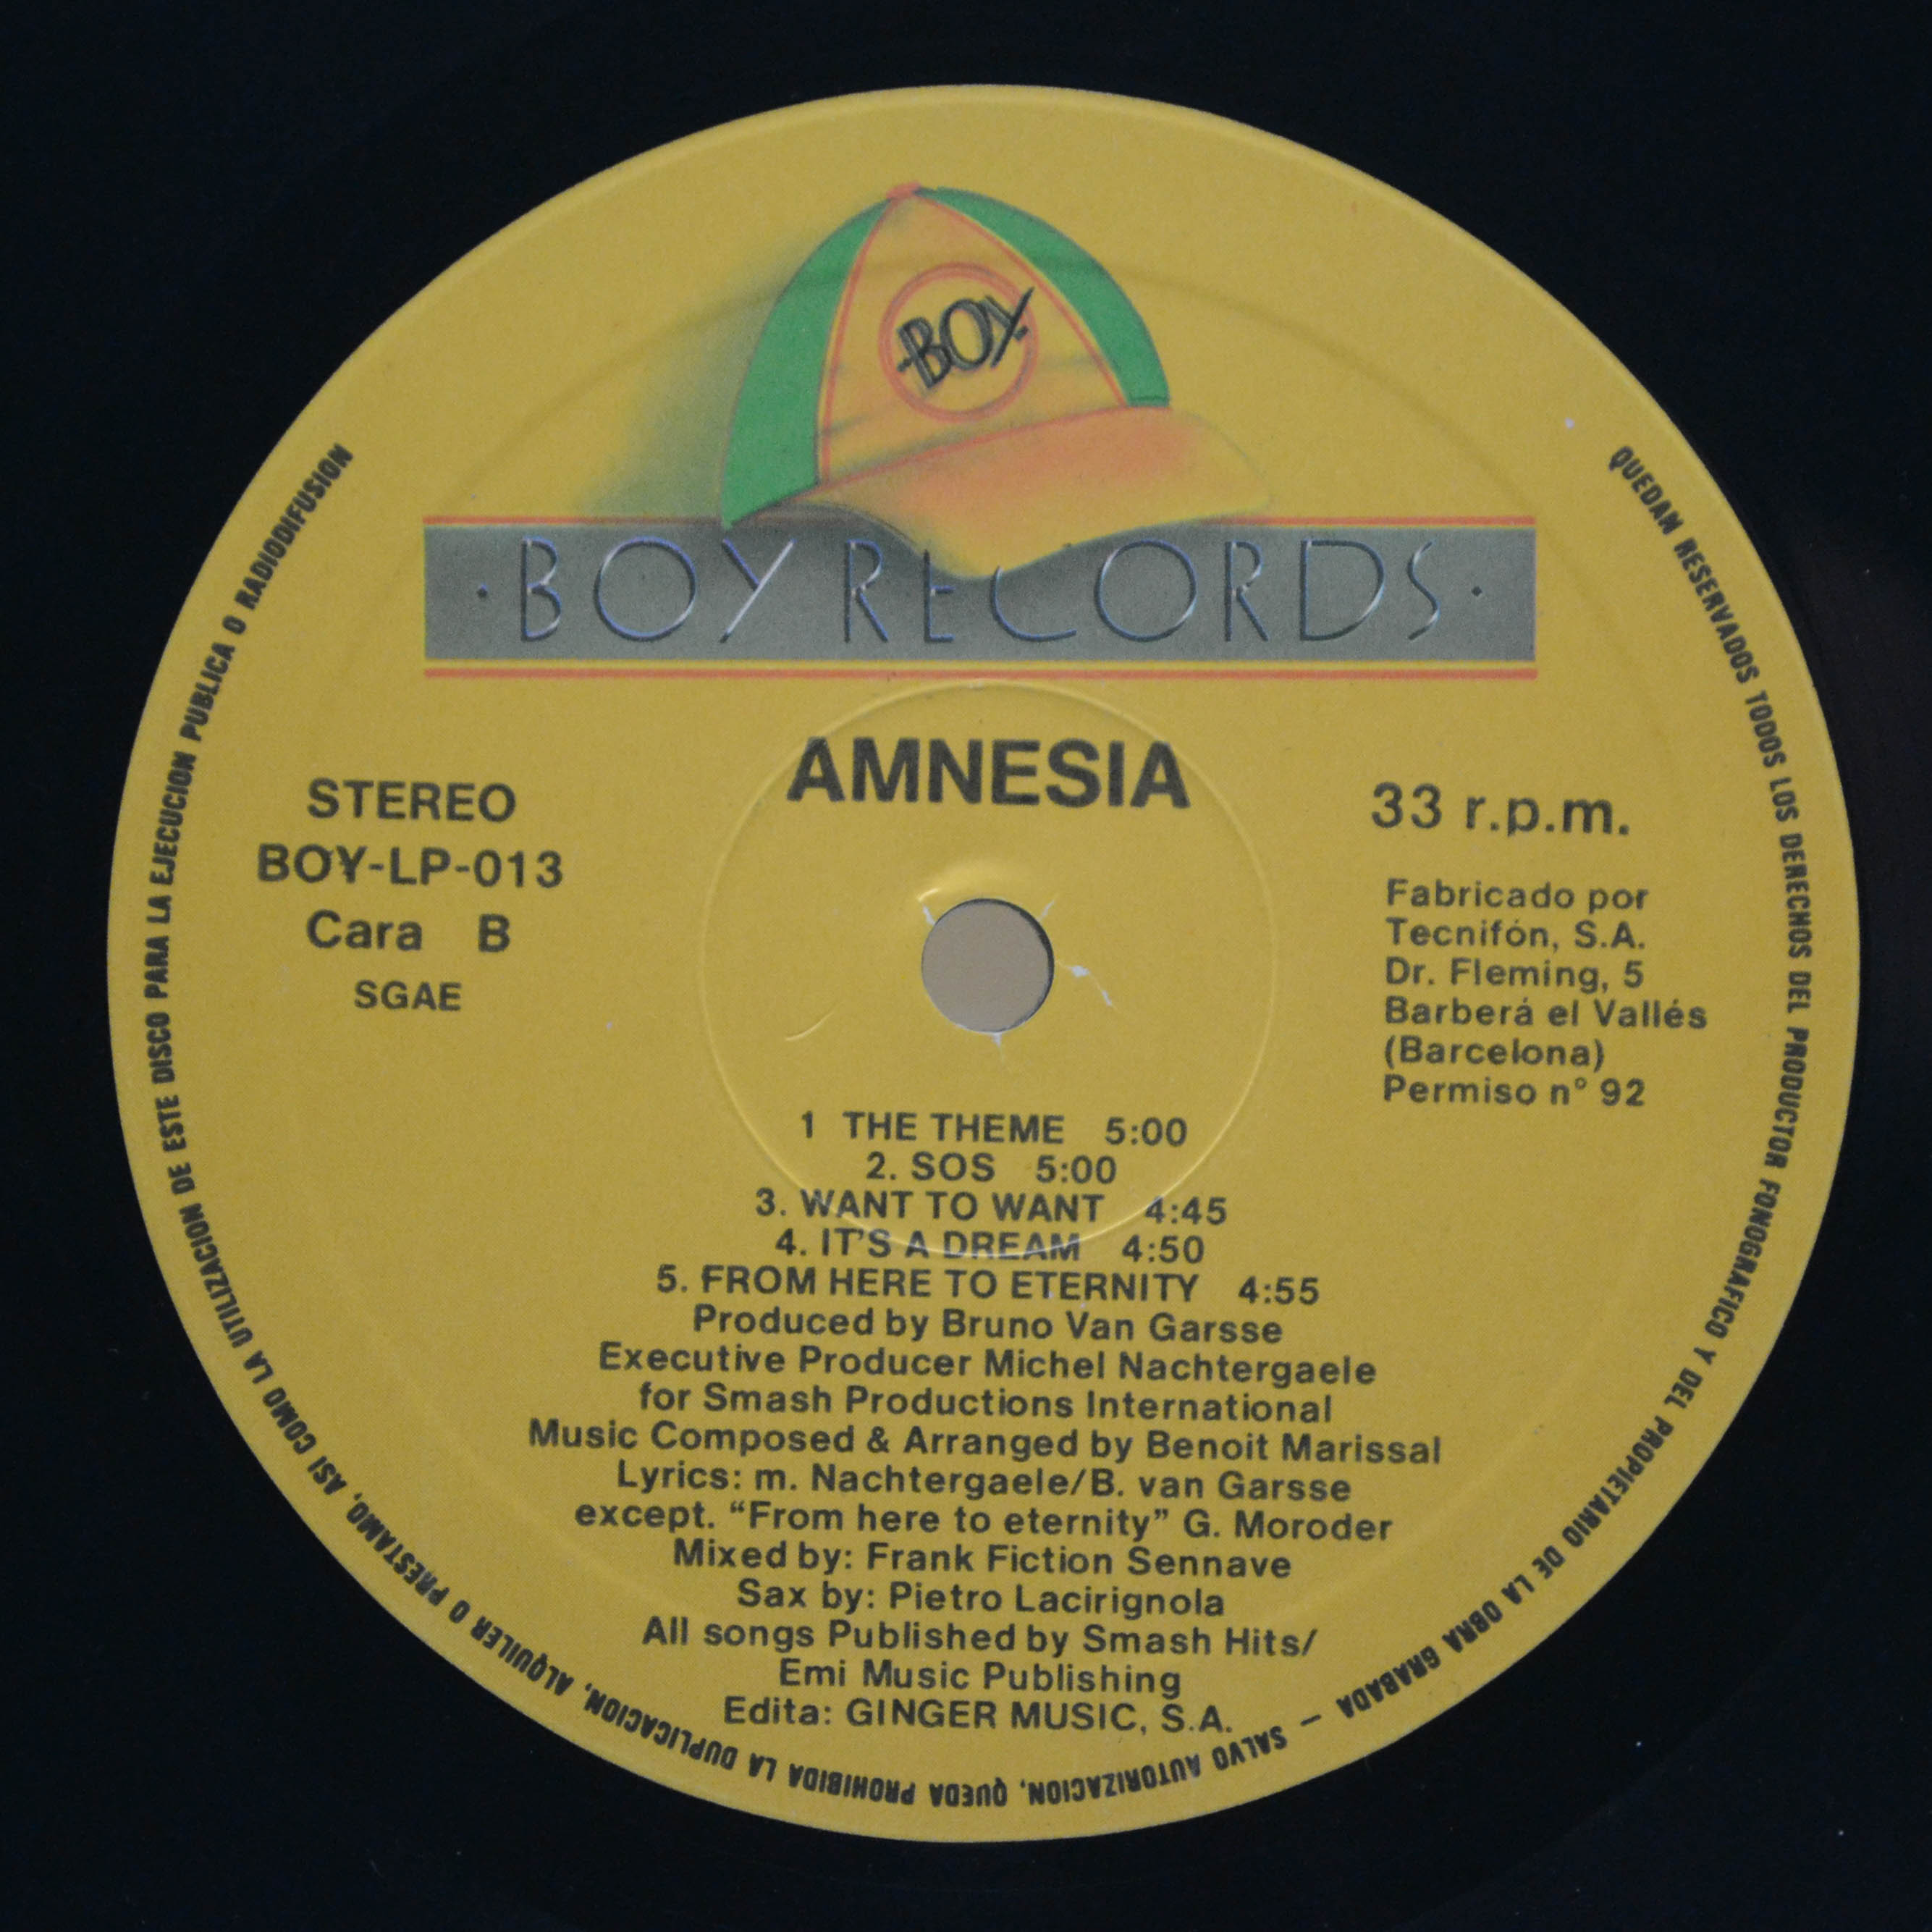 BOY
·BOY RECORDS·
AMNESIA
STEREO
BOY-LP-013
Cara B
SGAE
33 r.p.m.
Fabricado por
Tecnifón, S.A.
Dr. Fleming, 5
Barberá el Vallés
(Barcelona)
Permiso n° 92
1 THE THEME 5:00
2. SOS 5:00
3. WANT TO WANT 4:45
4. IT'S A DREAM 4:50
5. FROM HERE TO ETERNITY 4:55
Produced by Bruno Van Garsse
Executive Producer Michel Nachtergaele
for Smash Productions International
Music Composed & Arranged by Benoit Marissal
Lyrics: m. Nachtergaele/B. van Garsse
except. “From here to eternity” G. Moroder
Mixed by: Frank Fiction Sennave
Sax by: Pietro Lacirignola
All songs Published by Smash Hits/
Emi Music Publishing
Edita: GINGER MUSIC, S.A.
QUEDAN RESERVADOS TODOS LOS DERECHOS DEL PRODUCTOR FONOGRAFICO Y DEL PROPIETARIO DE LA OBRA GRABADA — SALVO AUTORIZACION, QUEDA PROHIBIDA LA DUPLICACION, ALQUILER O PRESTAMO, ASI COMO LA UTILIZACION DE ESTE DISCO PARA LA EJECUCION PUBLICA O RADIODIFUSION